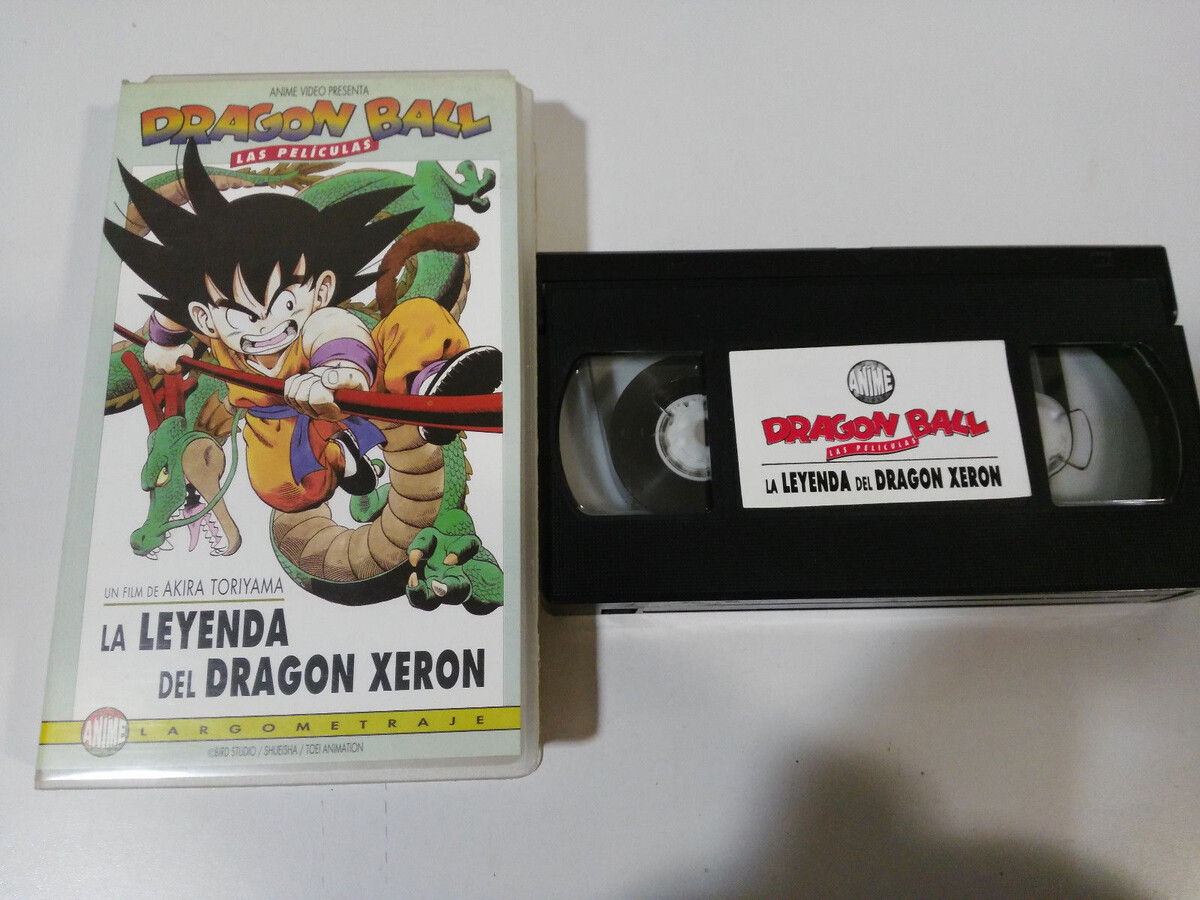 ANIME VIDEO PRESENTA
DRAGON BALL
LAS PELÍCULAS
UN FILM DE AKIRA TORIYAMA
LA LEYENDA
DEL DRAGON XERON
ANIME
LARGOMETRAJE
©BIRD STUDIO / SHUEISHA / TOEI ANIMATION
ANIME
DRAGON BALL
LAS PELICULAS
LA LEYENDA DEL DRAGON XERON